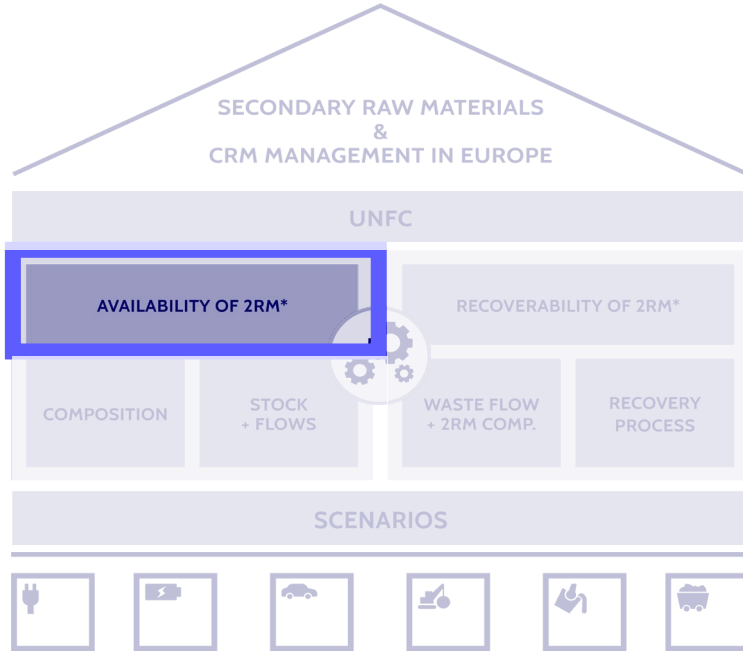 SECONDARY RAW MATERIALS
&
CRM MANAGEMENT IN EUROPE
UNFC
AVAILABILITY OF 2RM*
RECOVERABILITY OF 2RM*
COMPOSITION
STOCK
+ FLOWS
WASTE FLOW
+ 2RM COMP.
RECOVERY
PROCESS
SCENARIOS